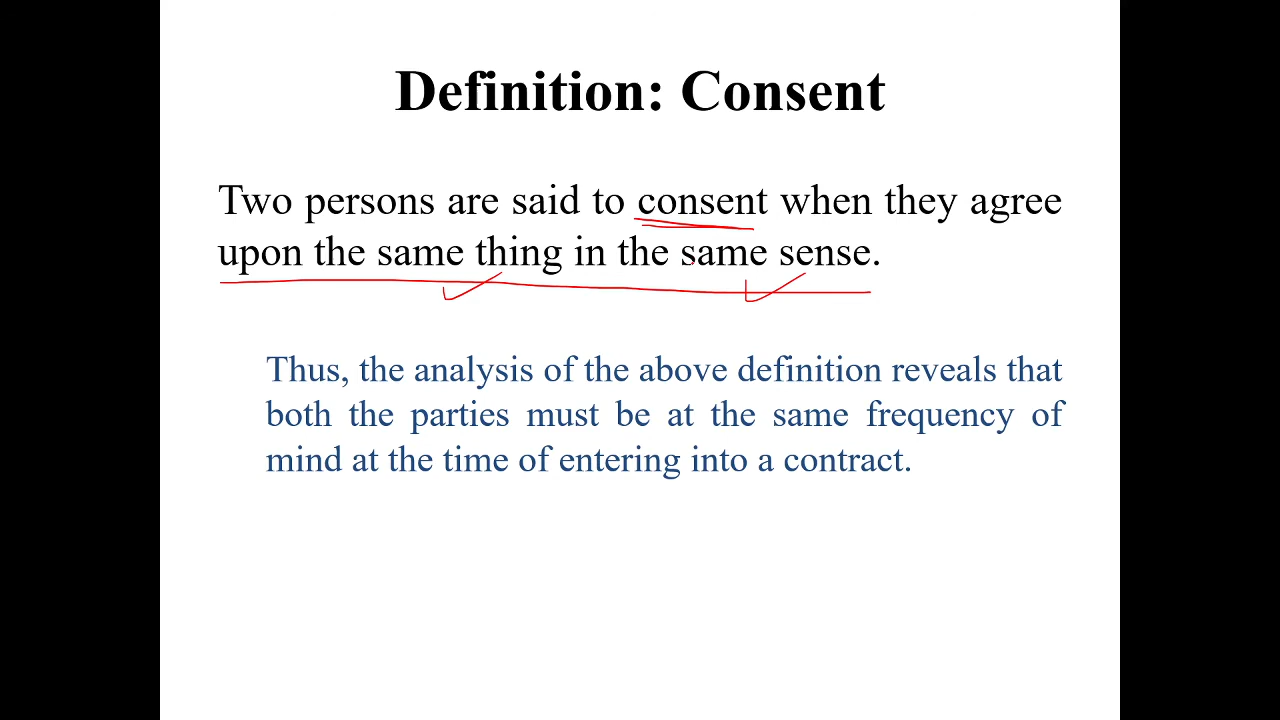 Definition: Consent
Two persons are said to consent when they agree
upon the same thing in the same sense.
Thus, the analysis of the above definition reveals that
both the parties must be at the same frequency of
mind at the time of entering into a contract.